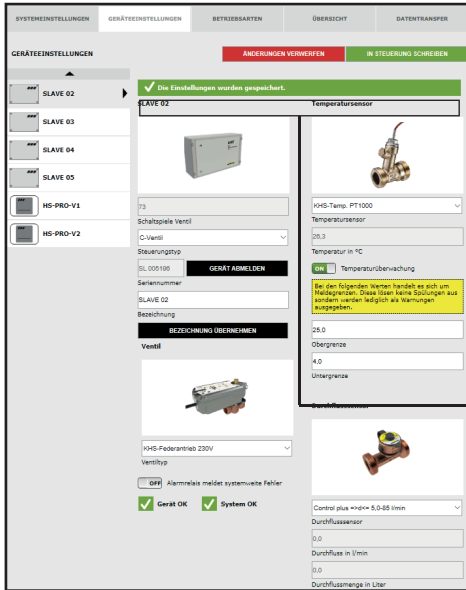 SYSTEMEINSTELLUNGEN
GERÄTEEINSTELLUNGEN
BETRIEBSARTEN
ÜBERSICHT
DATENTRANSFER
GERÄTEEINSTELLUNGEN
ÄNDERUNGEN VERWERFEN
IN STEUERUNG SCHREIBEN
SLAVE 02
SLAVE 03
SLAVE 04
SLAVE 05
HS-PRO-V1
HS-PRO-V2
Die Einstellungen wurden gespeichert.
SLAVE 02
73
Schaltspiele Ventil
C-Ventil
Steuerungstyp
SL 005196
GERÄT ABMELDEN
Seriennummer
SLAVE 02
Bezeichnung
BEZEICHNUNG ÜBERNEHMEN
Ventil
KHS-Federantrieb 230V
Ventiltyp
OFF Alarmrelais meldet systemweite Fehler
Gerät OK
System OK
Temperatursensor
KHS-Temp. PT1000
Temperatursensor
26,3
Temperatur in °C
ON Temperaturüberwachung
Bei den folgenden Werten handelt es sich um
Meldegrenzen. Diese lösen keine Spülungen aus
sondern werden lediglich als Warnungen
ausgegeben.
25,0
Obergrenze
4,0
Untergrenze
Durchflusssensor
Control plus =>d<= 5,0-85 l/min
Durchflusssensor
0,0
Durchfluss in l/min
0,0
Durchflussmenge in Liter